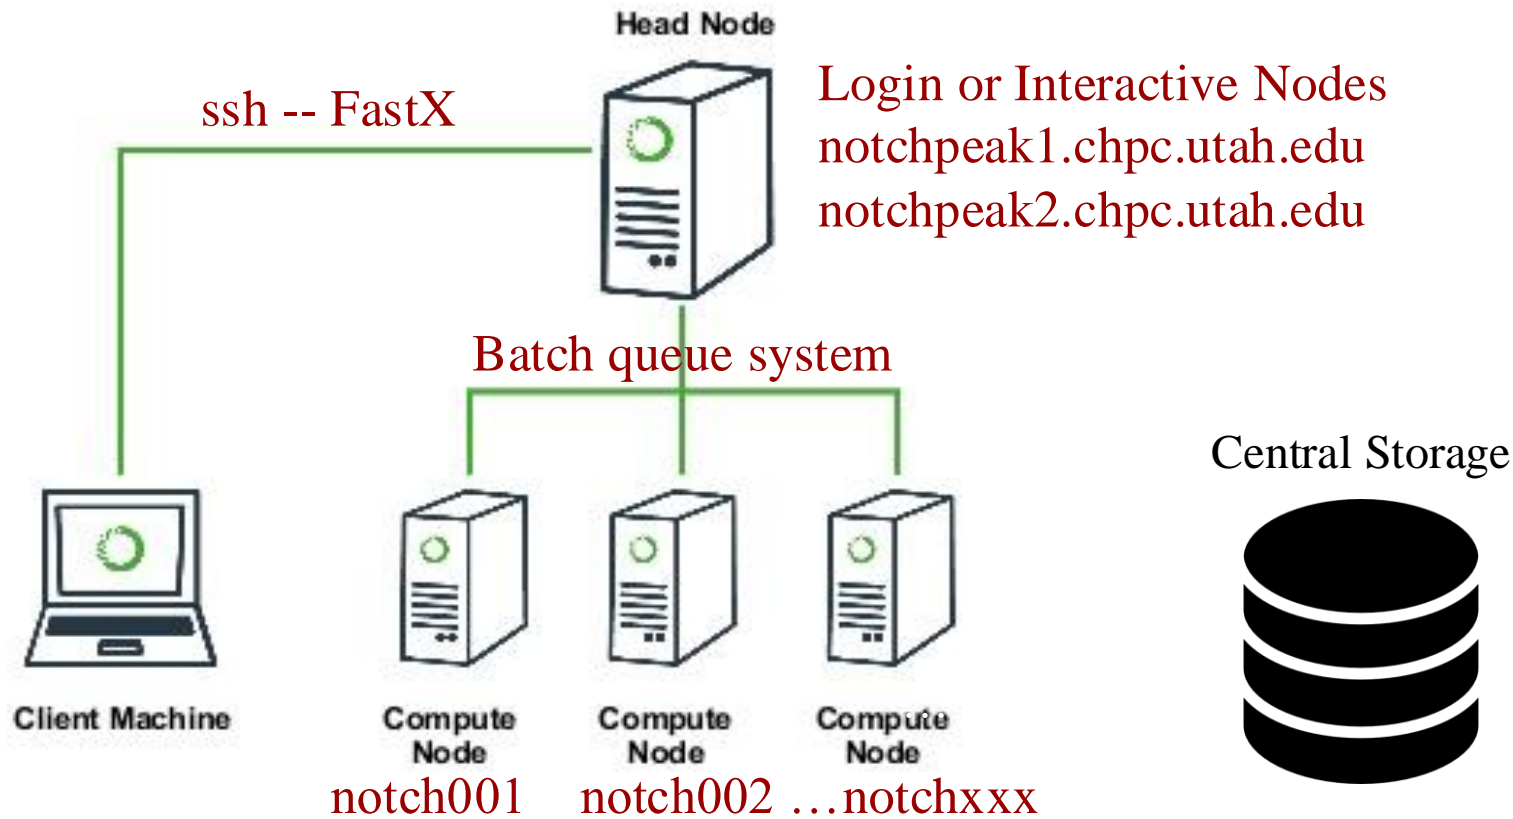 Head Node
ssh -- FastX
Login or Interactive Nodes
notchpeak1.chpc.utah.edu
notchpeak2.chpc.utah.edu
Batch queue system
Central Storage
Client Machine
Compute Node
Compute Node
Compute Node
notch001
notch002
...notchxxx